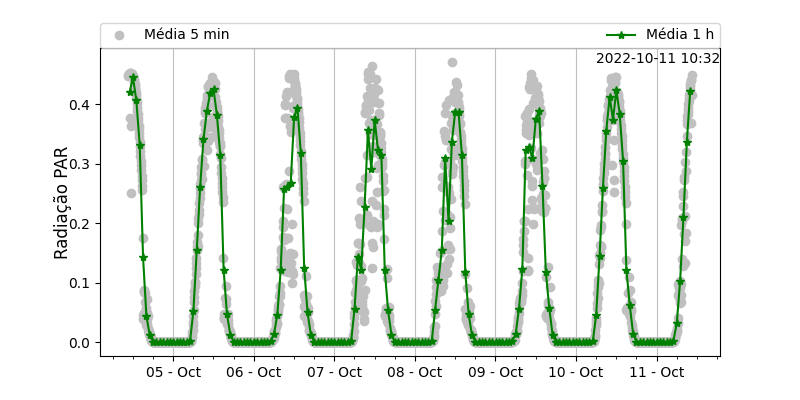 Média 5 min
Média 1 h
2022-10-11 10:32
Radiação PAR
0.4
0.3
0.2
0.1
0.0
05 - Oct
06 - Oct
07 - Oct
08 - Oct
09 - Oct
10 - Oct
11 - Oct